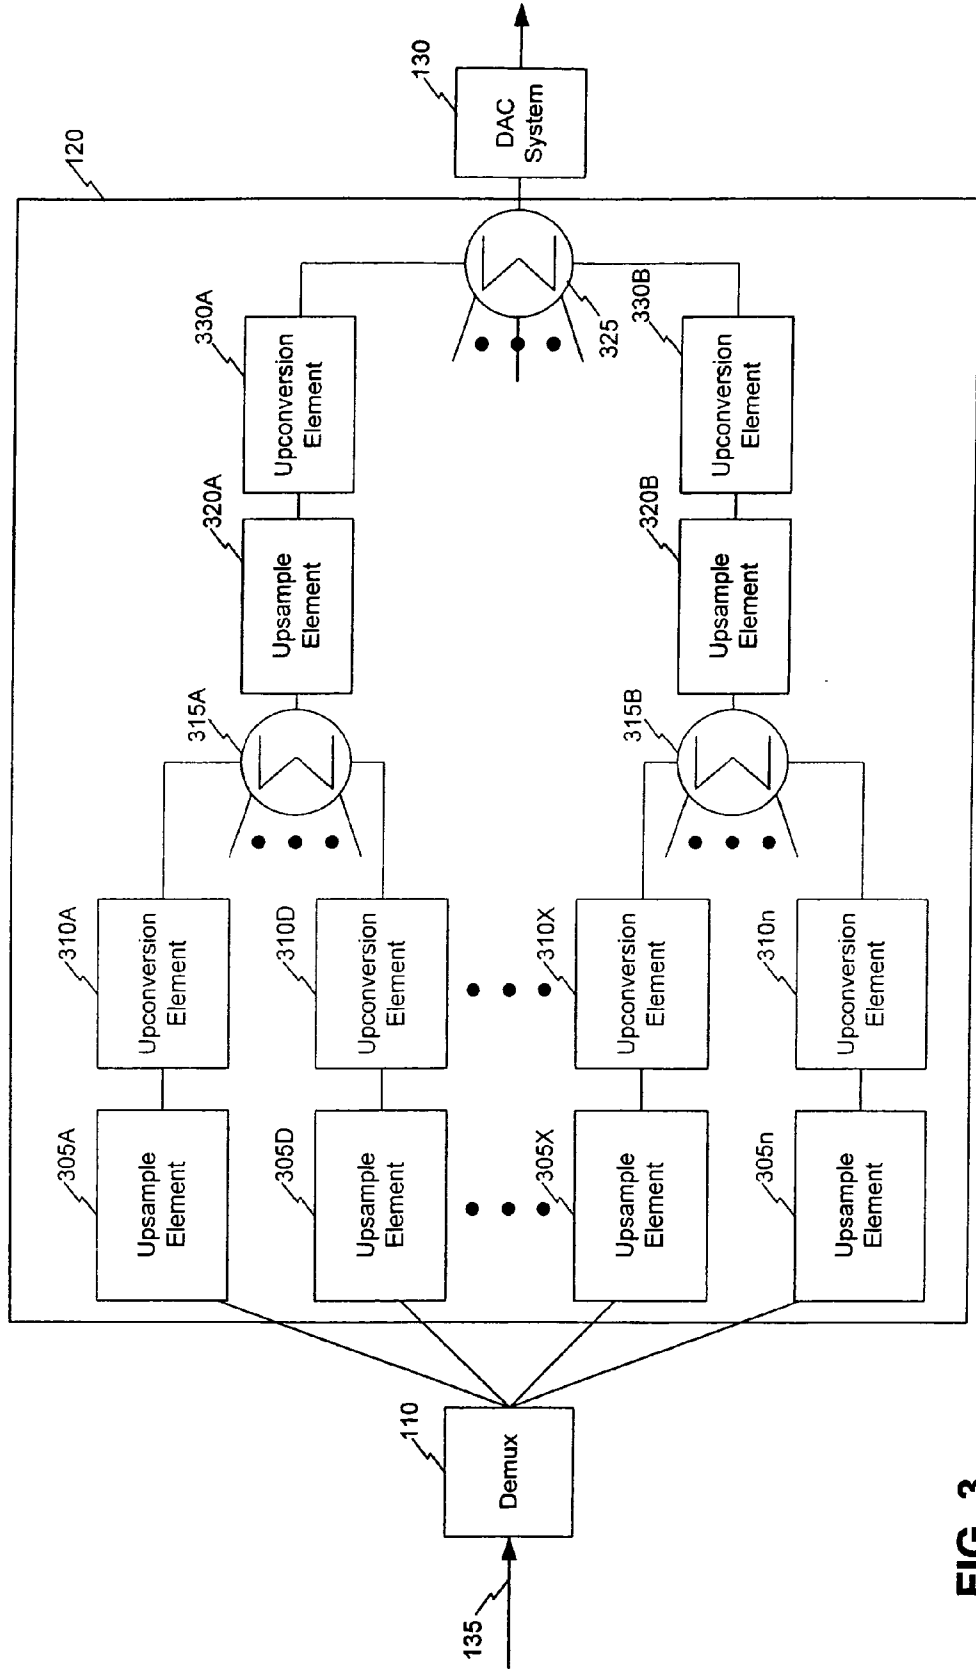 120
130
DAC
System
330A
Upconversion
Element
320A
Upsample
Element
315A
310A
Upconversion
Element
305A
Upsample
Element
310D
Upconversion
Element
305D
Upsample
Element
325
330B
Upconversion
Element
320B
Upsample
Element
315B
310X
Upconversion
Element
305X
Upsample
Element
310n
Upconversion
Element
305n
Upsample
Element
110
Demux
135
FIG. 3